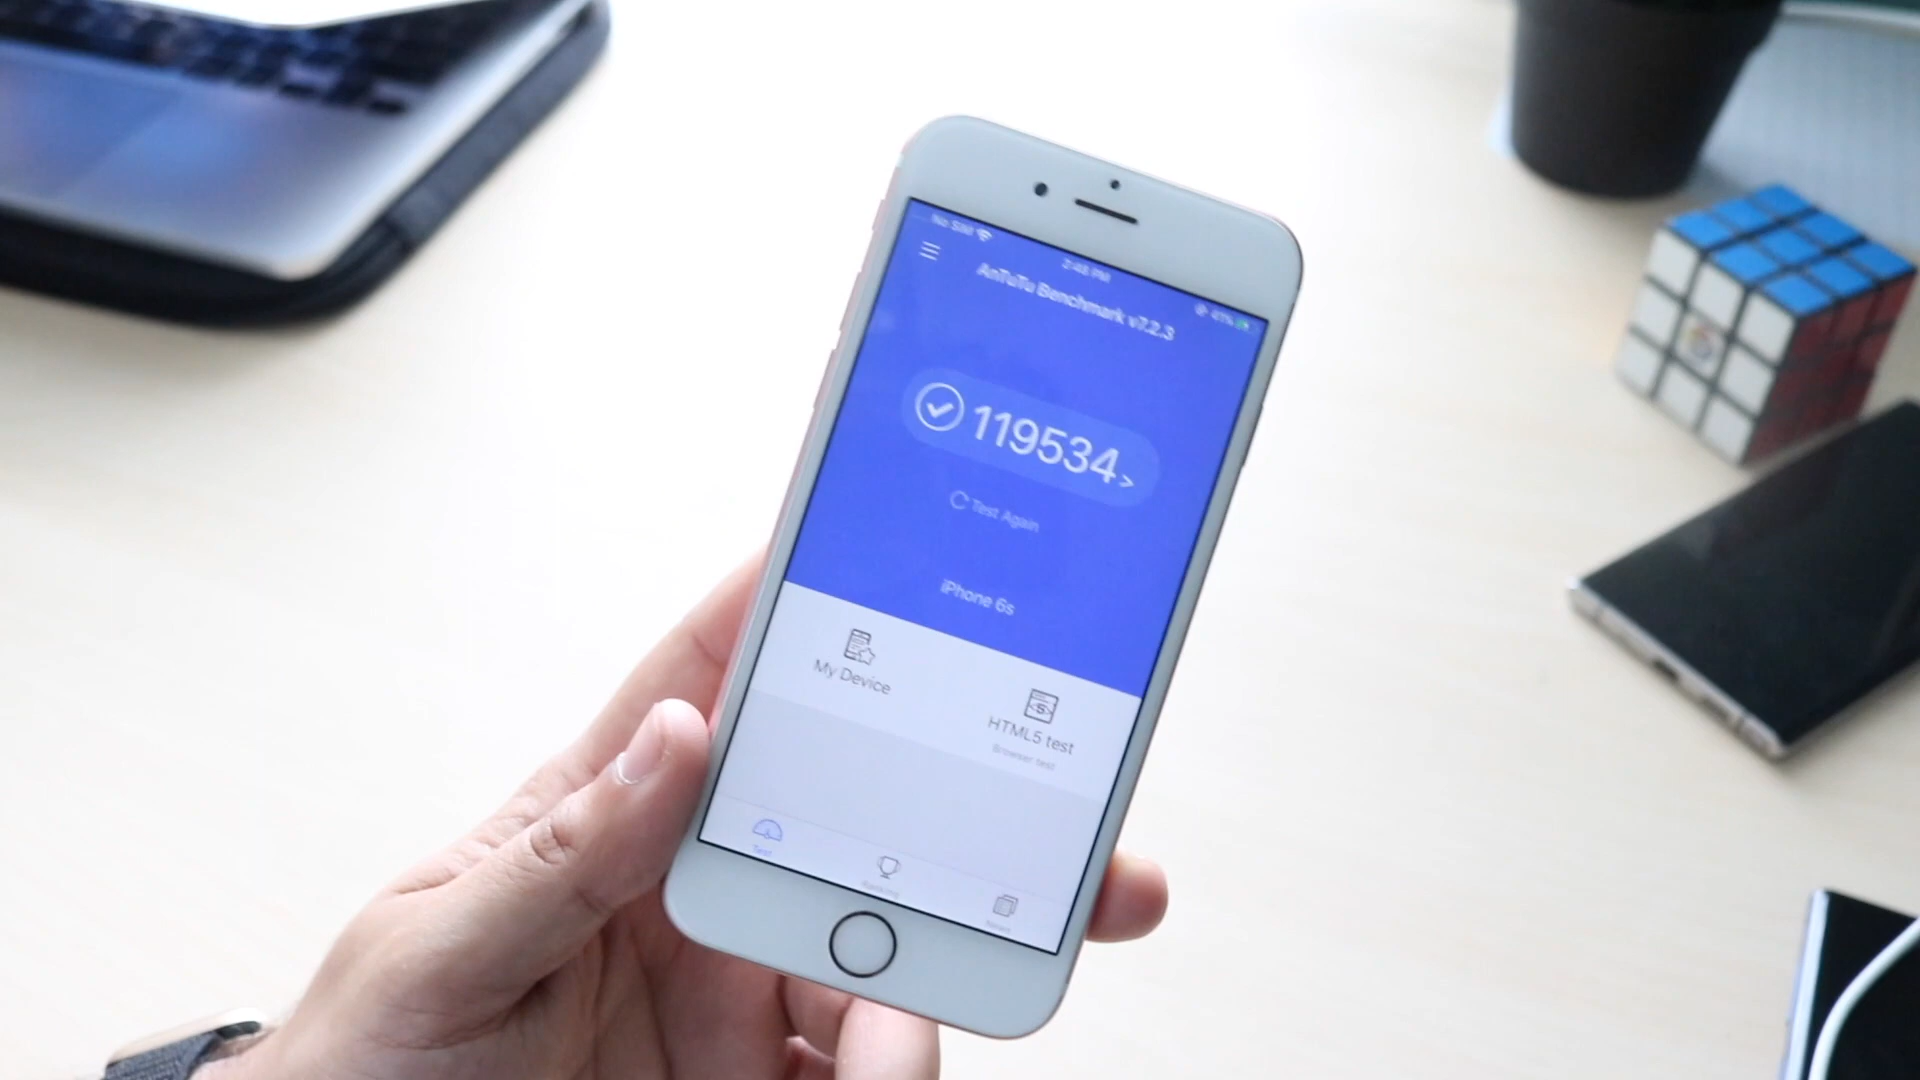 No SIM
2:48 PM
41%
AnTuTu Benchmark v7.2.3
119534 >
Test Again
iPhone 6s
My Device
HTML5 test
Browser test
Test
Ranking